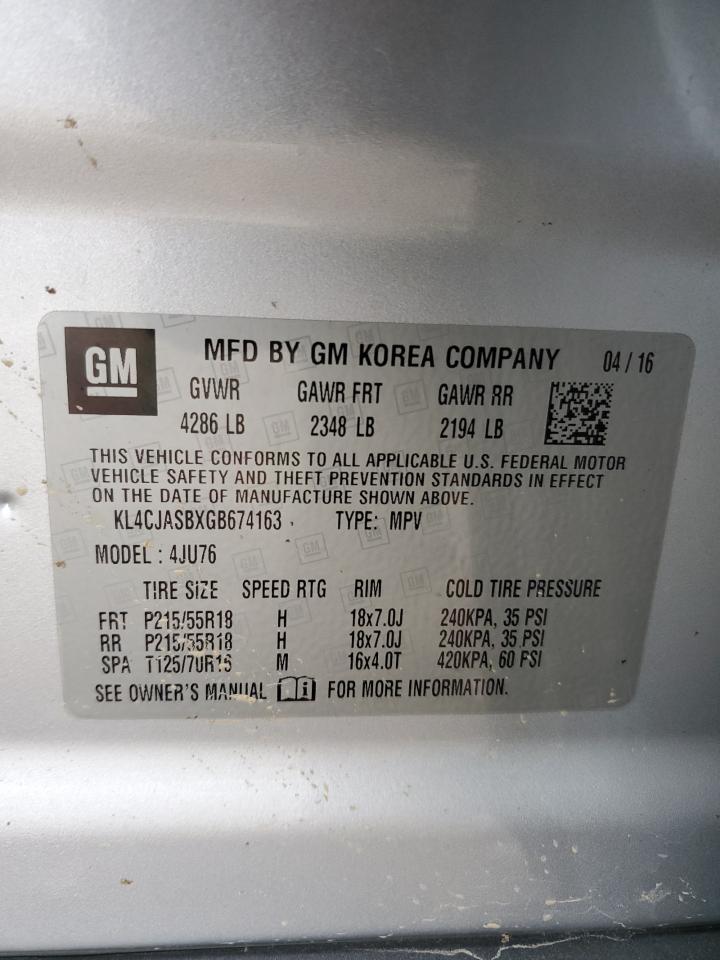 GM
MFD BY GM KOREA COMPANY 04 / 16
GVWR GAWR FRT GAWR RR
4286 LB 2348 LB 2194 LB
THIS VEHICLE CONFORMS TO ALL APPLICABLE U.S. FEDERAL MOTOR
VEHICLE SAFETY AND THEFT PREVENTION STANDARDS IN EFFECT
ON THE DATE OF MANUFACTURE SHOWN ABOVE.
KL4CJASBXGB674163 TYPE: MPV
MODEL : 4JU76
TIRE SIZE SPEED RTG RIM COLD TIRE PRESSURE
FRT P215/55R18 H 18x7.0J 240KPA, 35 PSI
RR P215/55R18 H 18x7.0J 240KPA, 35 PSI
SPA T125/70R16 M 16x4.0T 420KPA, 60 PSI
SEE OWNER'S MANUAL FOR MORE INFORMATION.